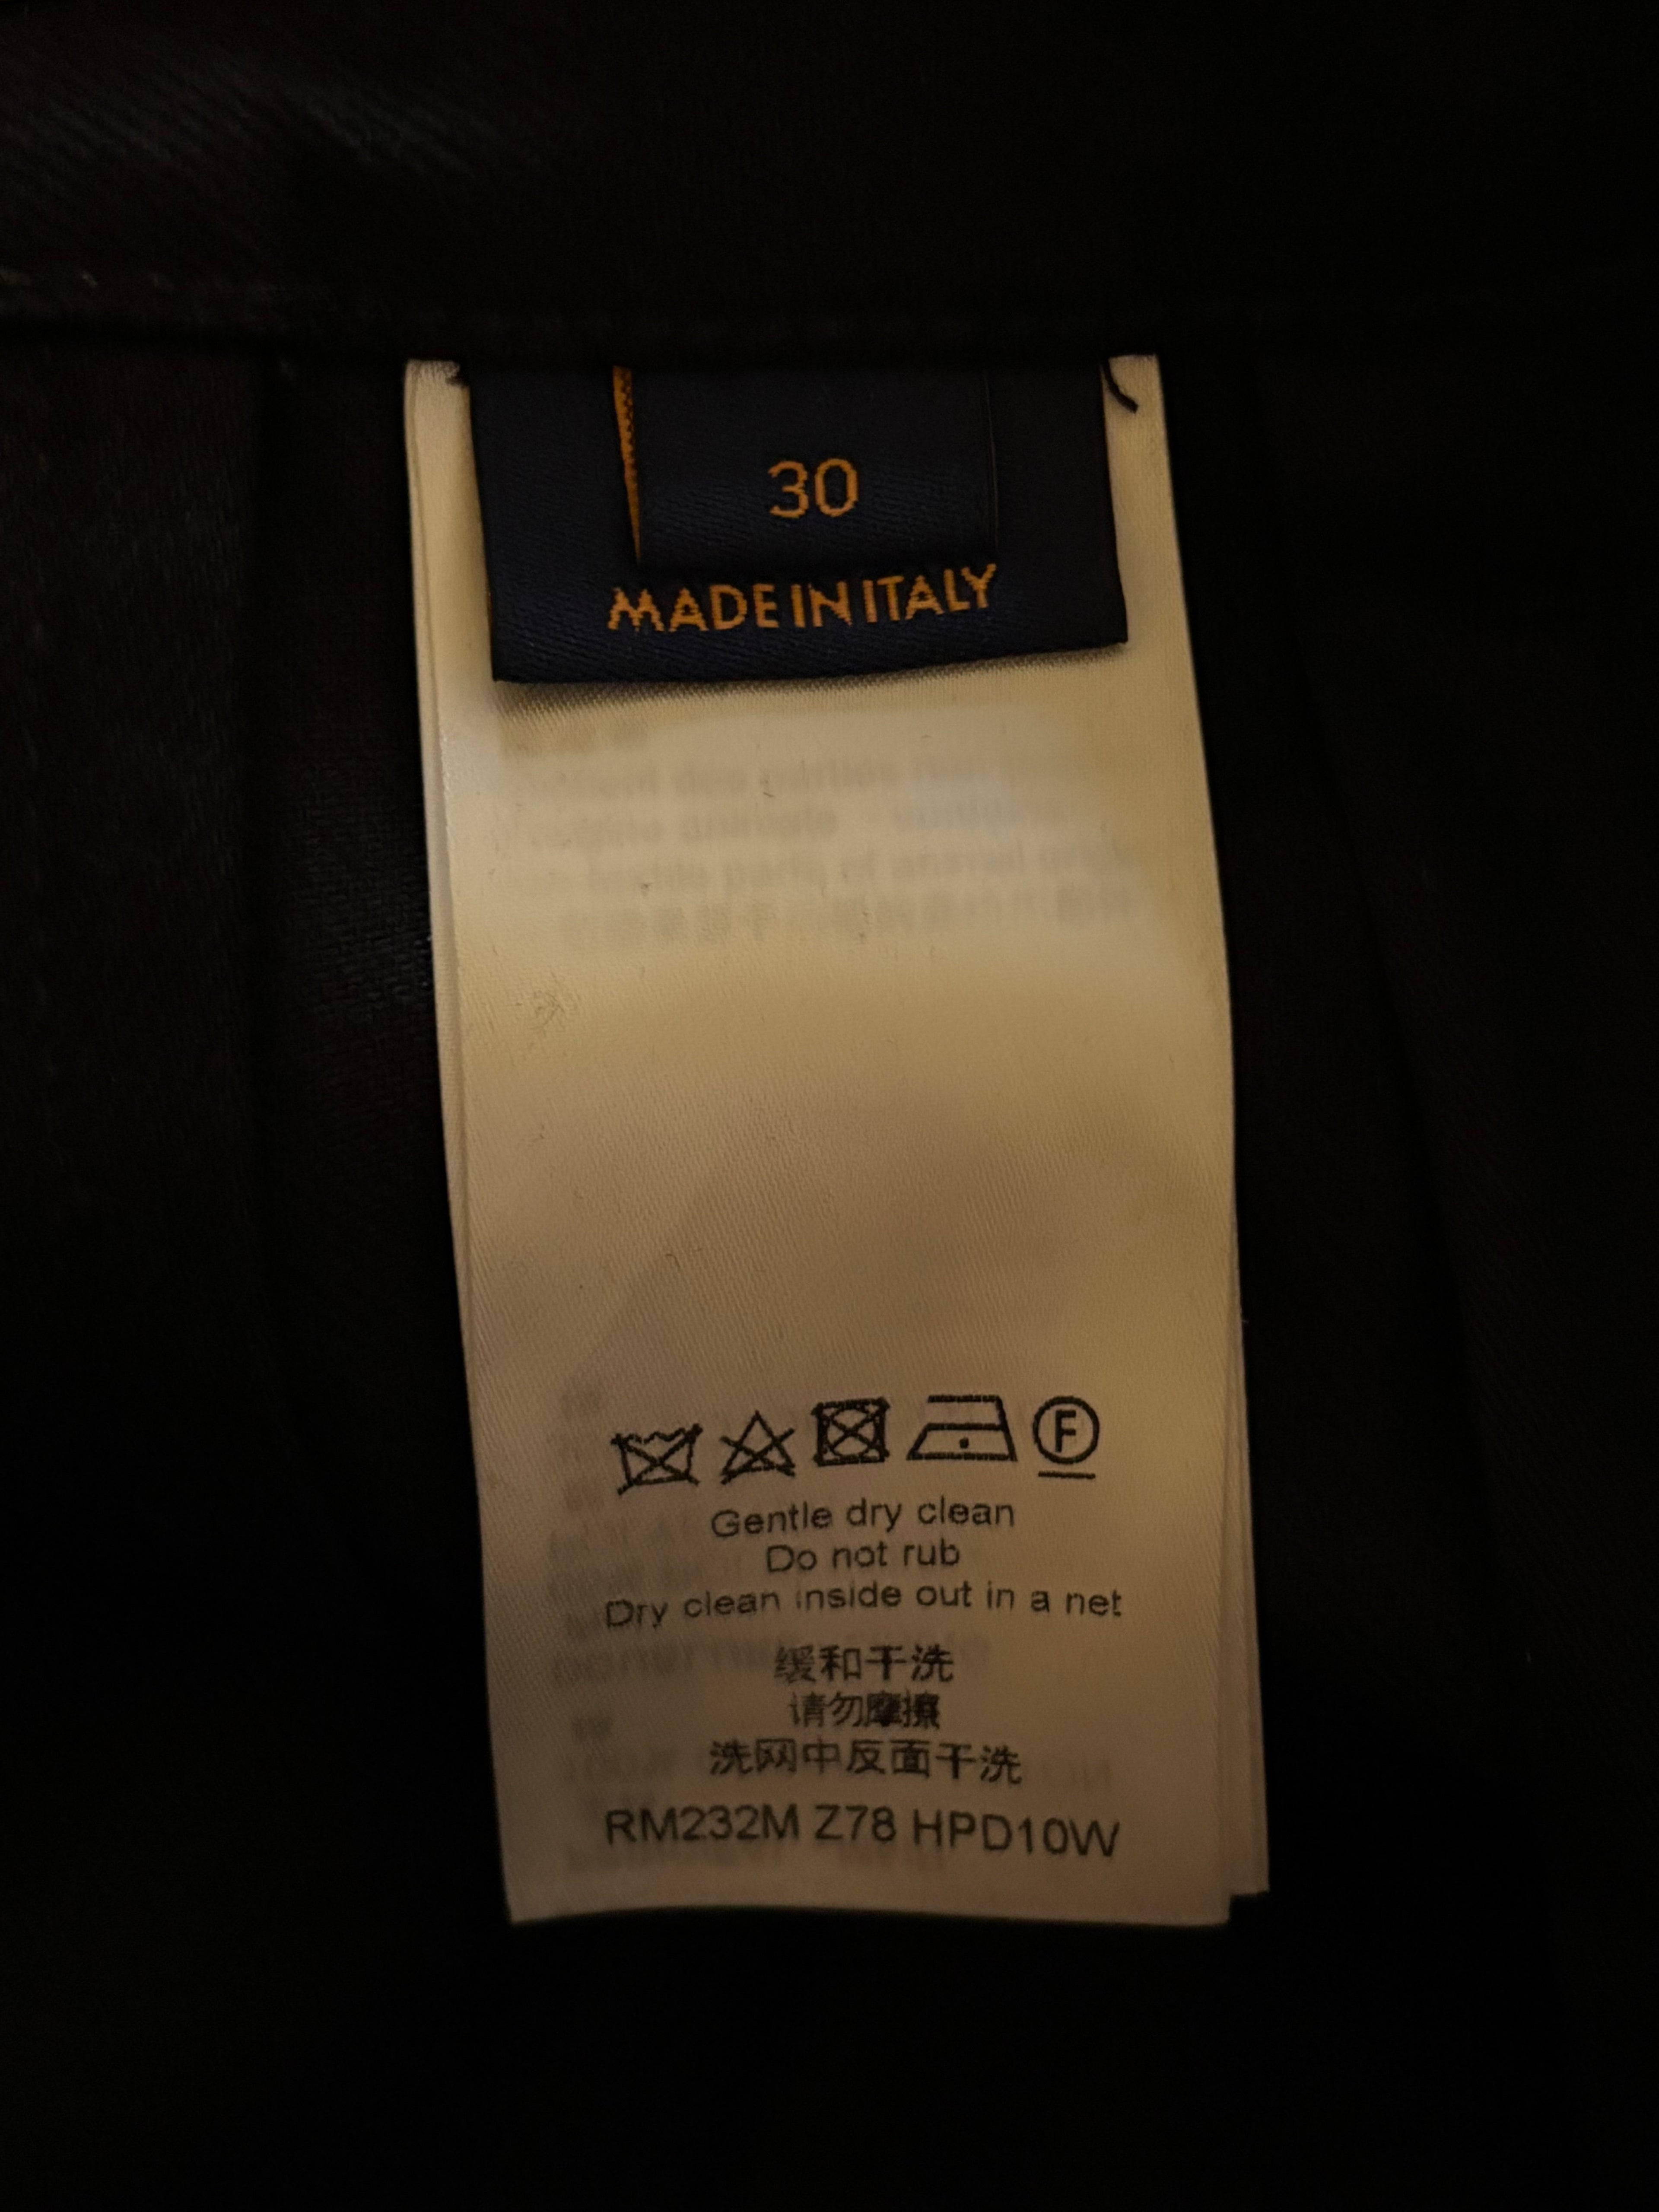 30
MADE IN ITALY
F
Gentle dry clean
Do not rub
Dry clean inside out in a net
缓和干洗
请勿摩擦
洗网中反面干洗
RM232M Z78 HPD10W